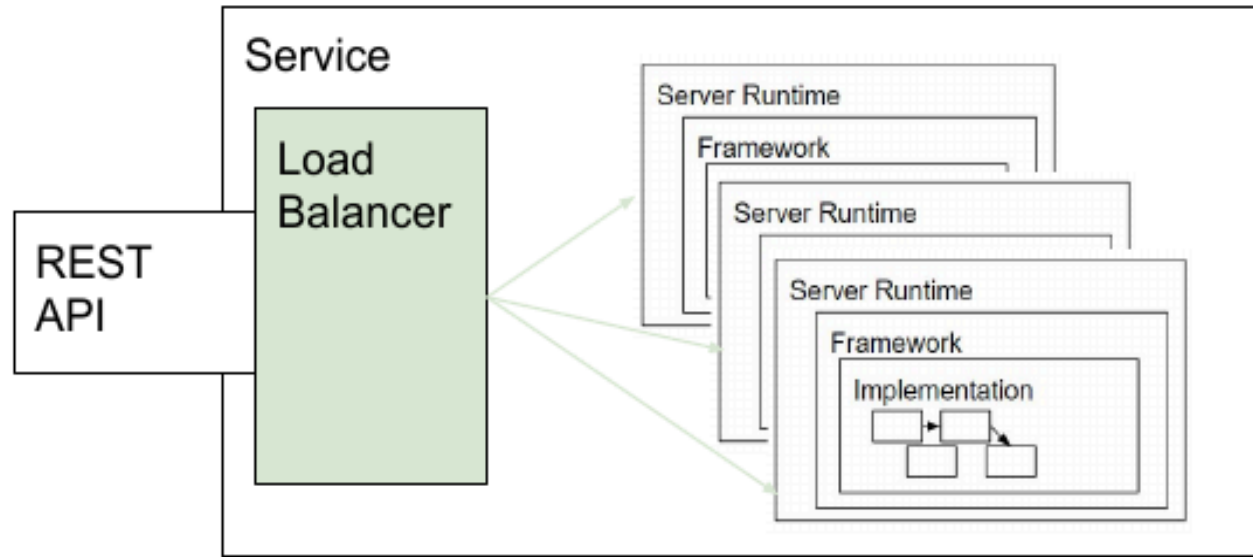 Service
Load
Balancer
REST
API
Server Runtime
Framework
Server Runtime
Server Runtime
Framework
Implementation